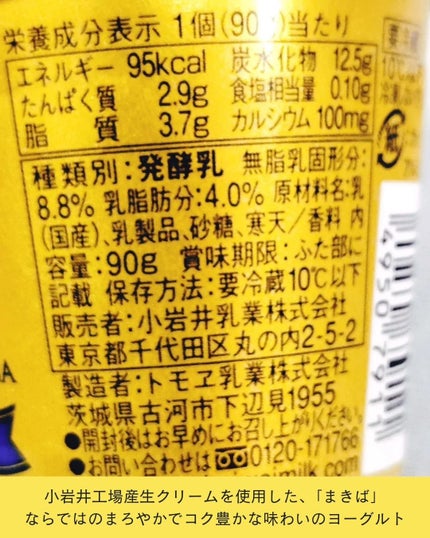 栄養成分表示 1個(90g)当たり
エネルギー 95kcal 炭水化物 12.5g
たんぱく質 2.9g 食塩相当量 0.10g
脂質 3.7g カルシウム 100mg
種類別:発酵乳 無脂乳固形分:
8.8% 乳脂肪分:4.0% 原材料名:乳
(国産)、乳製品、砂糖、寒天/香料 内
容量:90g 賞味期限:ふた部に
記載 保存方法:要冷蔵10℃以下
販売者:小岩井乳業株式会社
東京都千代田区丸の内2-5-2
製造者:トモヱ乳業株式会社
茨城県古河市下辺見1955
●開封後はお早めにお召し上がりください。
●お問い合わせは 0120-171766
milk.com
要冷蔵
10℃
紙
4950 7911
小岩井工場産生クリームを使用した、「まきば」
ならではのまろやかでコク豊かな味わいのヨーグルト